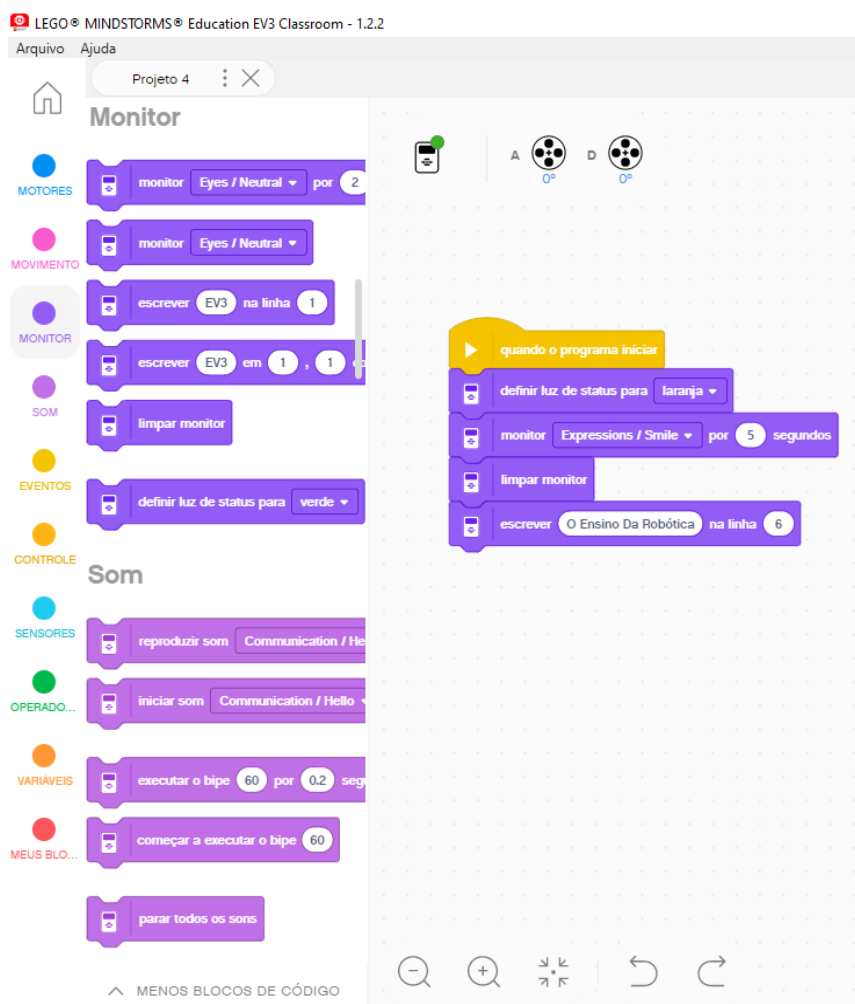 LEGO® MINDSTORMS® Education EV3 Classroom - 1.2.2
Arquivo Ajuda
Projeto 4
Monitor
MOTORES
MOVIMENTO
MONITOR
SOM
EVENTOS
CONTROLE
SENSORES
OPERADO...
VARIÁVEIS
MEUS BLO...
monitor Eyes / Neutral por 2
monitor Eyes / Neutral
escrever EV3 na linha 1
escrever EV3 em 1 , 1
limpar monitor
definir luz de status para verde
Som
reproduzir som Communication / He
iniciar som Communication / Hello
executar o bipe 60 por 0.2 seg
começar a executar o bipe 60
parar todos os sons
MENOS BLOCOS DE CÓDIGO
A 0° D 0°
quando o programa iniciar
definir luz de status para laranja
monitor Expressions / Smile por 5 segundos
limpar monitor
escrever O Ensino Da Robótica na linha 6